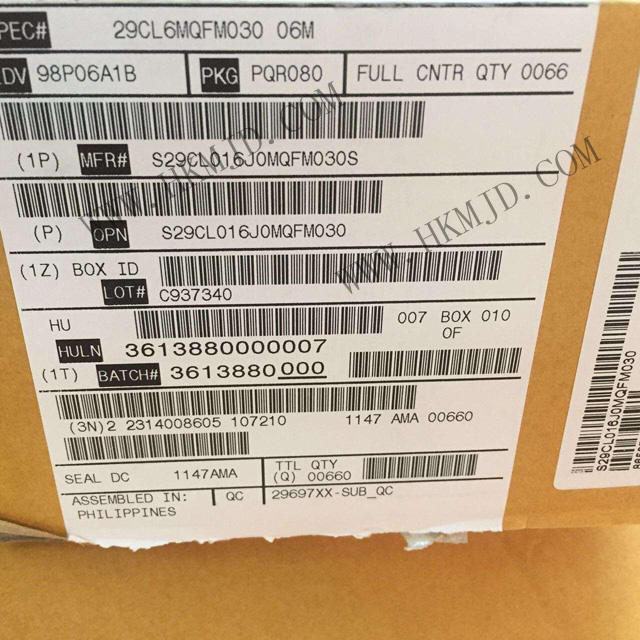 PEC# 29CL6MQFM030 06M
DV 98P06A1B PKG PQR080 FULL CNTR QTY 0066
(1P) MFR# S29CL016J0MQFM030S
(P) OPN S29CL016J0MQFM030
(1Z) BOX ID
LOT# C937340
HU 007 BOX 010
OF
HULN 3613880000007
(1T) BATCH# 3613880000
(3N)2 2314008605 107210 1147 AMA 00660
SEAL DC 1147AMA TTL QTY
(Q) 00660
ASSEMBLED IN: QC 29697XX-SUB_QC
PHILIPPINES
S29CL016J0MQFM030
WWW.HKMJD.COM
WWW.HKMJD.COM